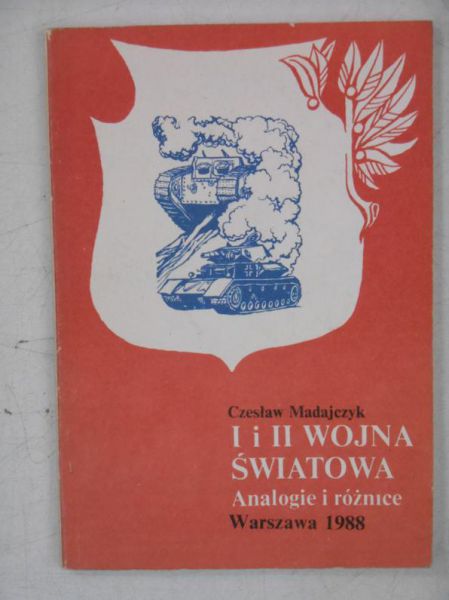 Czesław Madajczyk
I i II WOJNA
ŚWIATOWA
Analogie i różnice
Warszawa 1988